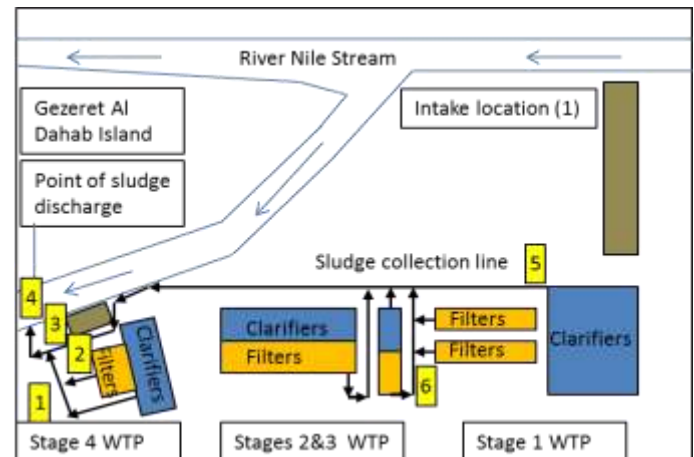 River Nile Stream
Gezeret Al
Dahab Island
Intake location (1)
Point of sludge
discharge
Sludge collection line
5
4
3
Clarifiers
Filters
2
Clarifiers
Filters
Filters
Filters
Clarifiers
6
1
Stage 4 WTP
Stages 2&3 WTP
Stage 1 WTP